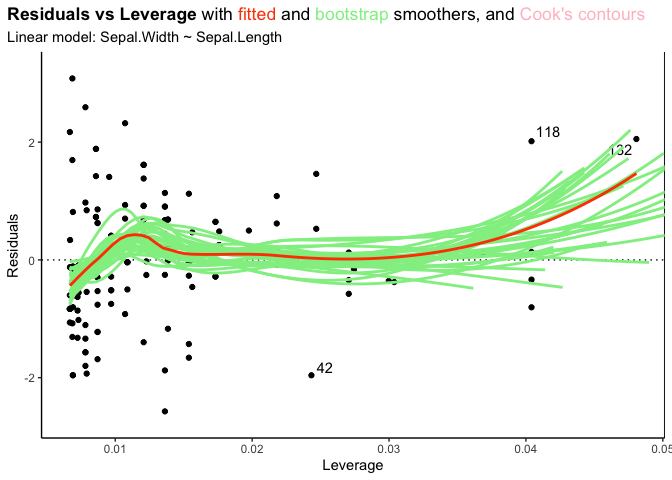 Residuals vs Leverage with fitted and bootstrap smoothers, and Cook's contours
Linear model: Sepal.Width ~ Sepal.Length
118
132
42
2
0
-2
Residuals
0.01 0.02 0.03 0.04 0.05
Leverage